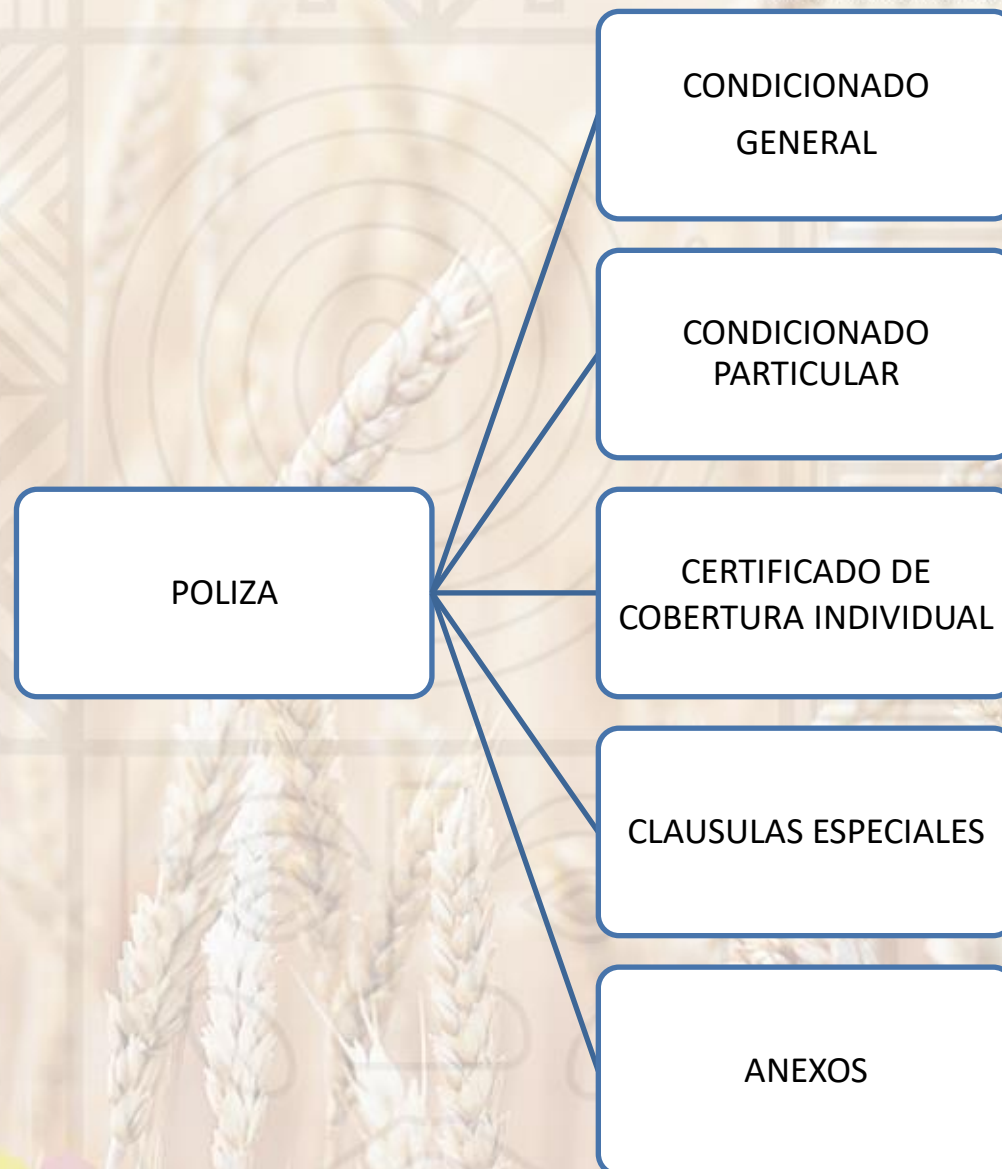 CONDICIONADO
GENERAL
CONDICIONADO
PARTICULAR
POLIZA
CERTIFICADO DE
COBERTURA INDIVIDUAL
CLAUSULAS ESPECIALES
ANEXOS